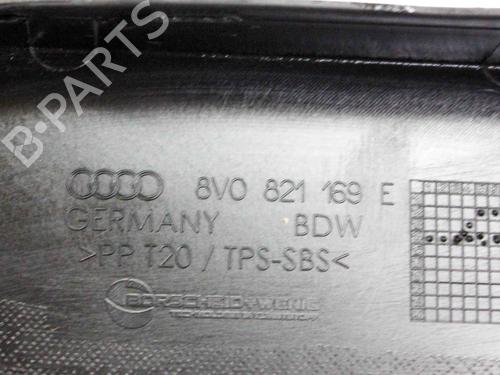 B-PARTS
8V0 821 169 E
GERMANY BDW
>PP T20 / TPS-SBS<